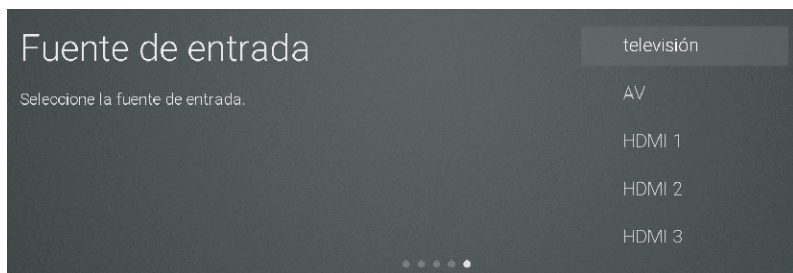 Fuente de entrada
Seleccione la fuente de entrada.
televisión
AV
HDMI 1
HDMI 2
HDMI 3